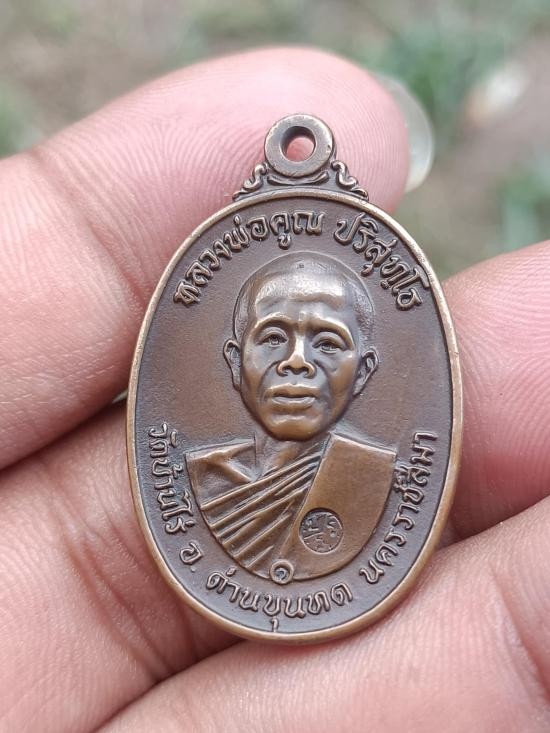 หลวงพ่อคูณ ปริสุทฺโธ
วัดบ้านไร่ อ. ด่านขุนทด นครราชสีมา
๑